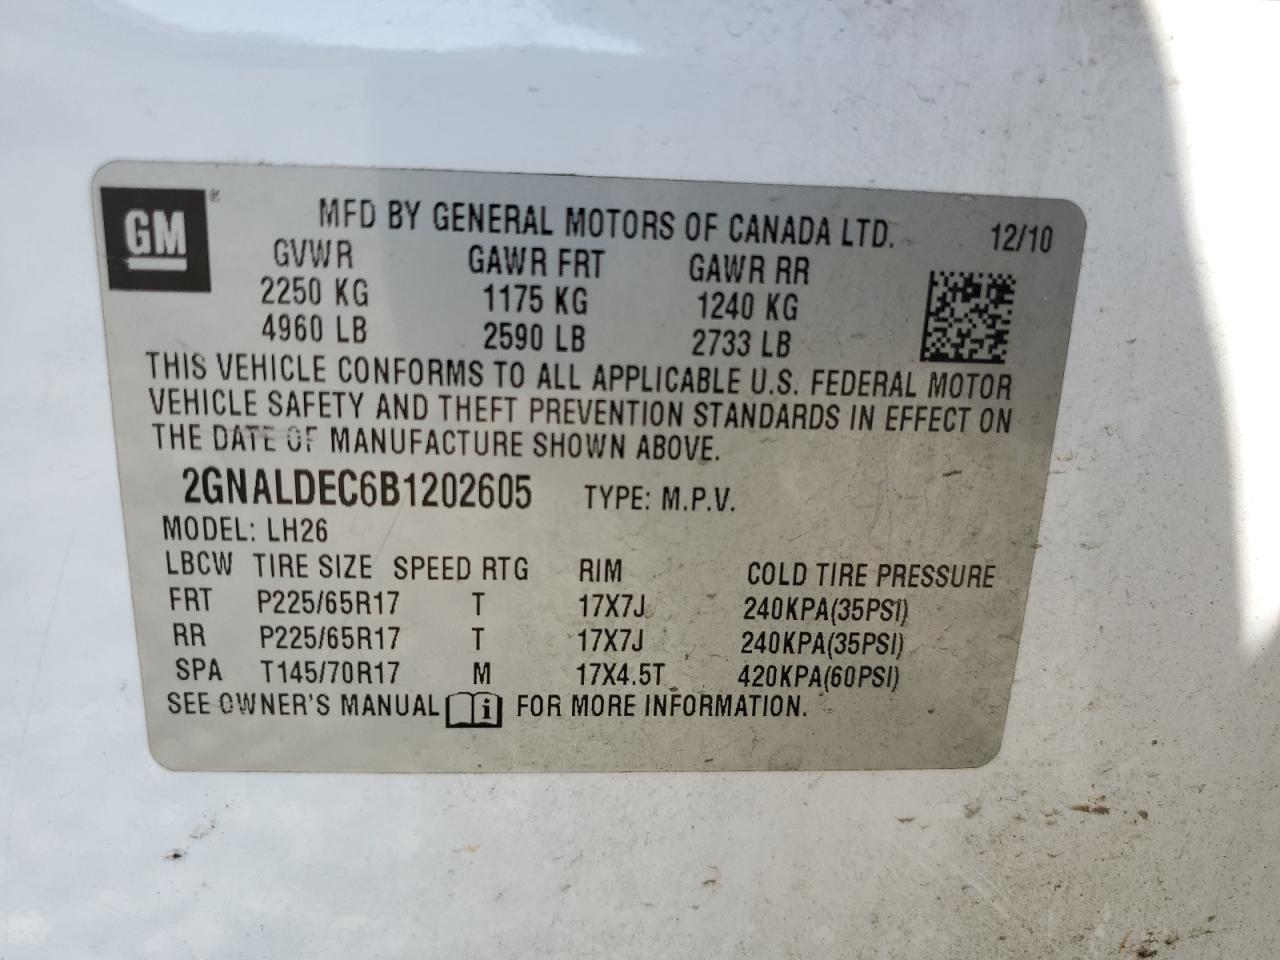 GM ® MFD BY GENERAL MOTORS OF CANADA LTD. 12/10
GVWR GAWR FRT GAWR RR
2250 KG 1175 KG 1240 KG
4960 LB 2590 LB 2733 LB
THIS VEHICLE CONFORMS TO ALL APPLICABLE U.S. FEDERAL MOTOR
VEHICLE SAFETY AND THEFT PREVENTION STANDARDS IN EFFECT ON
THE DATE OF MANUFACTURE SHOWN ABOVE.
2GNALDEC6B1202605 TYPE: M.P.V.
MODEL: LH26
LBCW TIRE SIZE SPEED RTG RIM COLD TIRE PRESSURE
FRT P225/65R17 T 17X7J 240KPA(35PSI)
RR P225/65R17 T 17X7J 240KPA(35PSI)
SPA T145/70R17 M 17X4.5T 420KPA(60PSI)
SEE OWNER'S MANUAL i FOR MORE INFORMATION.